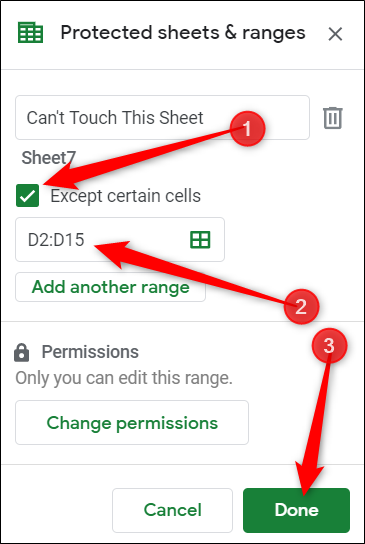 Protected sheets & ranges
Can't Touch This Sheet
1
Sheet7
Except certain cells
D2:D15
Add another range
2
3
Permissions
Only you can edit this range.
Change permissions
Cancel
Done